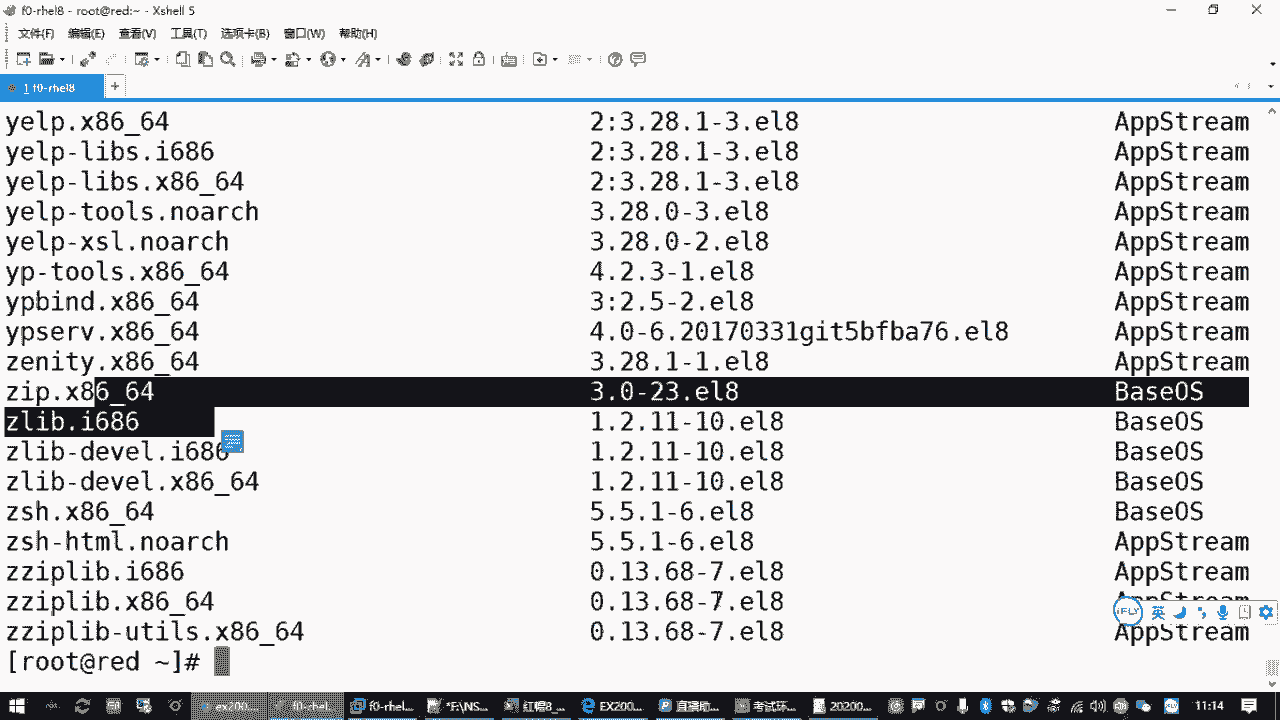 f0-rhel8 - root@red:~ - Xshell 5
文件(F) 编辑(E) 查看(V) 工具(T) 选项卡(B) 窗口(W) 帮助(H)
1 f0-rhel8
yelp.x86_64 2:3.28.1-3.el8 AppStream
yelp-libs.i686 2:3.28.1-3.el8 AppStream
yelp-libs.x86_64 2:3.28.1-3.el8 AppStream
yelp-tools.noarch 3.28.0-3.el8 AppStream
yelp-xsl.noarch 3.28.0-2.el8 AppStream
yp-tools.x86_64 4.2.3-1.el8 AppStream
ypbind.x86_64 3:2.5-2.el8 AppStream
ypserv.x86_64 4.0-6.20170331git5bfba76.el8 AppStream
zenity.x86_64 3.28.1-1.el8 AppStream
zip.x86_64 3.0-23.el8 BaseOS
zlib.i686 1.2.11-10.el8 BaseOS
zlib-devel.i686 1.2.11-10.el8 BaseOS
zlib-devel.x86_64 1.2.11-10.el8 BaseOS
zsh.x86_64 5.5.1-6.el8 BaseOS
zsh-html.noarch 5.5.1-6.el8 AppStream
zziplib.i686 0.13.68-7.el8 AppStream
zziplib.x86_64 0.13.68-7.el8 AppStream
iFLY 英
zziplib-utils.x86_64 0.13.68-7.el8 AppStream
[root@red ~]#
ex200... f0-rhel... f0-rhel... *E:\NS... 红帽8_... EX200... 直播助... 考试环... 20200... 11:14